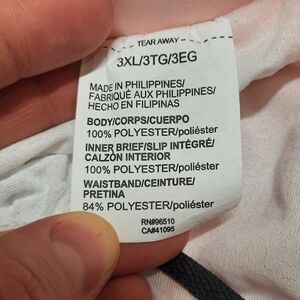 TEAR AWAY
3XL/3TG/3EG
MADE IN PHILIPPINES/
FABRIQUÉ AUX PHILIPPINES/
HECHO EN FILIPINAS
BODY/CORPS/CUERPO
100% POLYESTER/poliéster
INNER BRIEF/SLIP INTÉGRÉ/
CALZÓN INTERIOR
100% POLYESTER/poliéster
WAISTBAND/CEINTURE/
PRETINA
84% POLYESTER/poliéster
RN#96510
CA#41095